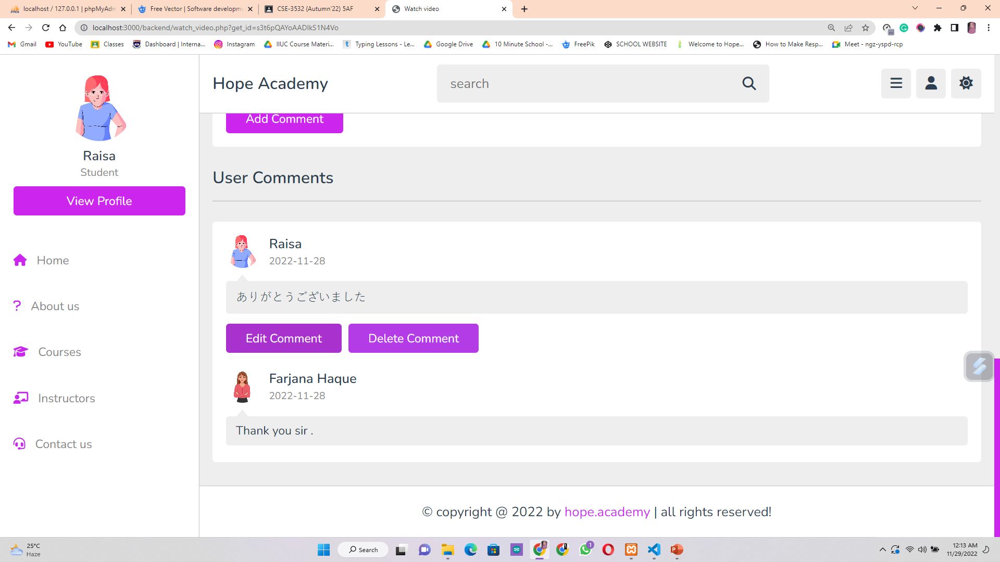 localhost / 127.0.0.1 | phpMyAdm
Free Vector | Software developme
CSE-3532 (Autumn'22) 5AF
Watch video
localhost:3000/backend/watch_video.php?get_id=s3t6pQAYoAADIkS1N4Vo
Gmail
YouTube
Classes
Dashboard | Interna...
Instagram
IIUC Course Materi...
Typing Lessons - Le...
Google Drive
10 Minute School -...
FreePik
SCHOOL WEBSITE
Welcome to Hope...
How to Make Resp...
Meet - ngz-yspd-rcp
Raisa
Student
View Profile
Home
About us
Courses
Instructors
Contact us
Hope Academy
search
Add Comment
User Comments
Raisa
2022-11-28
ありがとうございました
Edit Comment
Delete Comment
Farjana Haque
2022-11-28
Thank you sir .
© copyright @ 2022 by hope.academy | all rights reserved!
25°C
Haze
Search
1
12:13 AM
11/29/2022